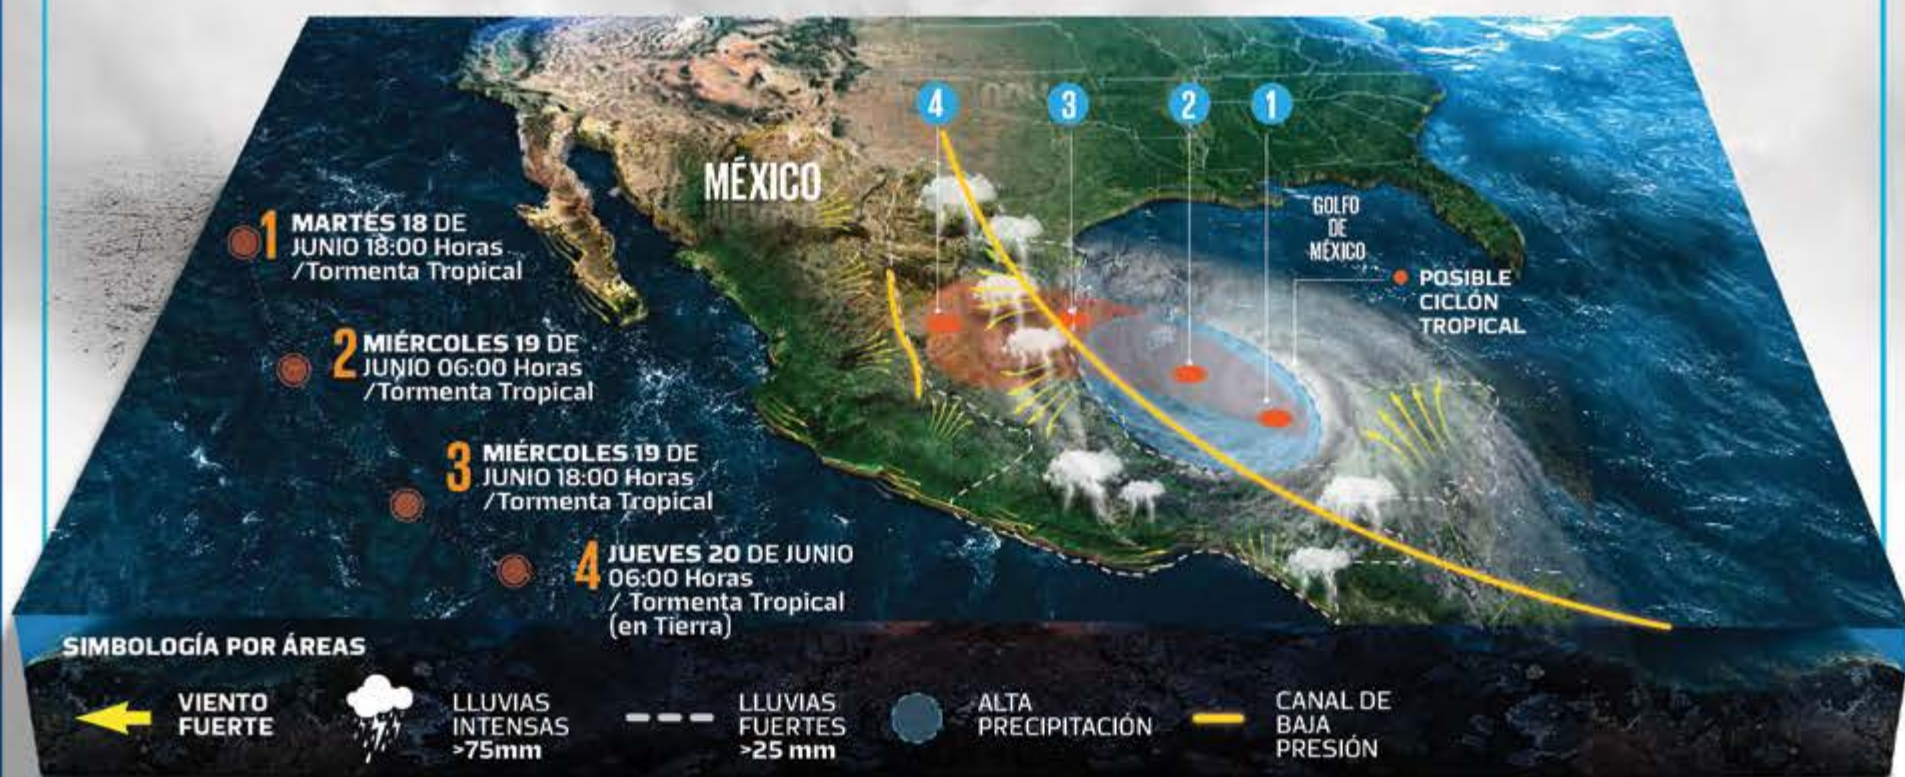 4
3
2
1
MÉXICO
GOLFO
DE
MÉXICO
POSIBLE
CICLÓN
TROPICAL
1
MARTES 18 DE
JUNIO 18:00 Horas
/Tormenta Tropical
2
MIÉRCOLES 19 DE
JUNIO 06:00 Horas
/Tormenta Tropical
3
MIÉRCOLES 19 DE
JUNIO 18:00 Horas
/Tormenta Tropical
4
JUEVES 20 DE JUNIO
06:00 Horas
/ Tormenta Tropical
(en Tierra)
SIMBOLOGÍA POR ÁREAS
VIENTO
FUERTE
LLUVIAS
INTENSAS
>75mm
LLUVIAS
FUERTES
>25 mm
ALTA
PRECIPITACIÓN
CANAL DE
BAJA
PRESIÓN